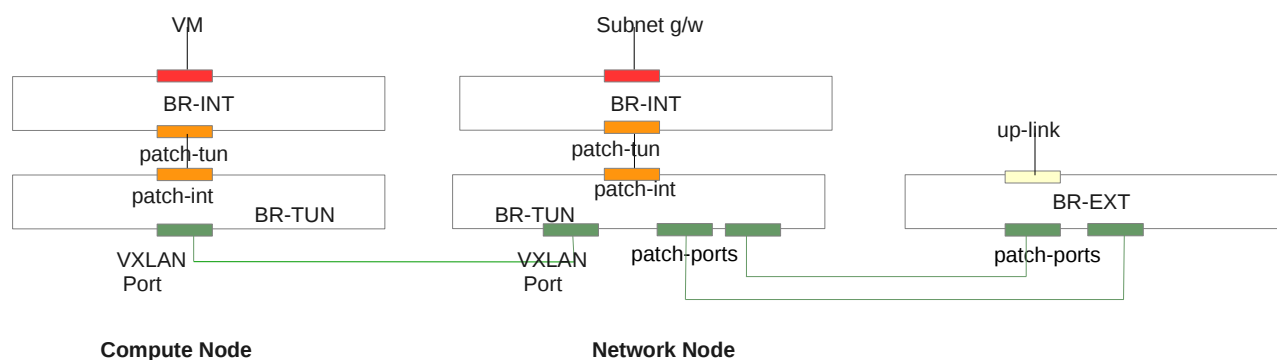 VM
BR-INT
patch-tun
patch-int
BR-TUN
VXLAN
Port
Compute Node
Subnet g/w
BR-INT
patch-tun
patch-int
BR-TUN
VXLAN
Port
patch-ports
Network Node
up-link
BR-EXT
patch-ports